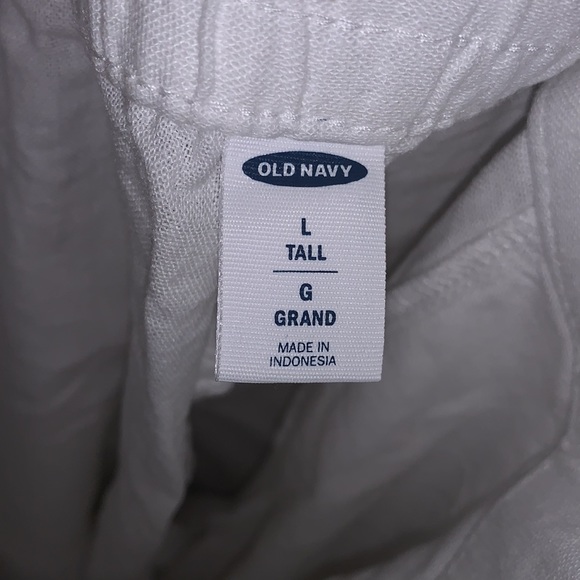 OLD NAVY
L
TALL
G
GRAND
MADE IN
INDONESIA